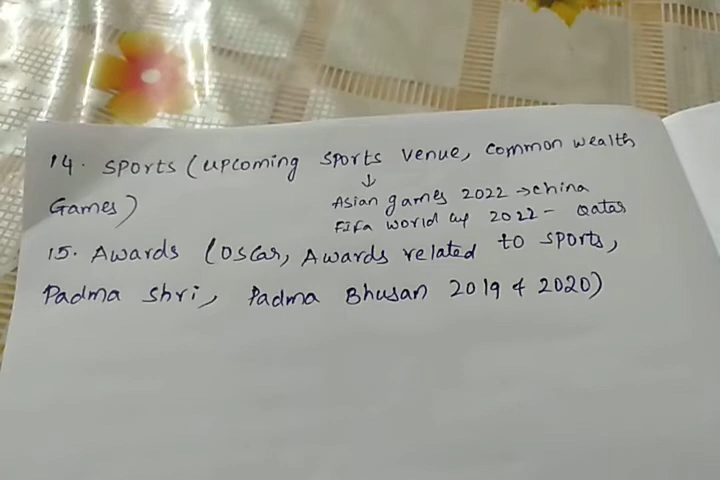 14. Sports (upcoming sports venue, common wealth
Games)
↓
Asian games 2022 → china
FIFA World cup 2022 - Qatar
15. Awards (Oscar, Awards related to sports,
Padma Shri, Padma Bhusan 2019 & 2020)